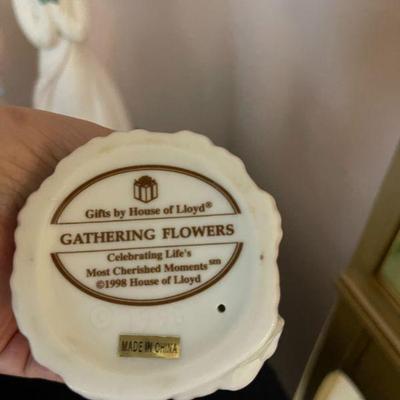 Gifts by House of Lloyd®
GATHERING FLOWERS
Celebrating Life's
Most Cherished Moments℠
©1998 House of Lloyd
MADE IN CHINA